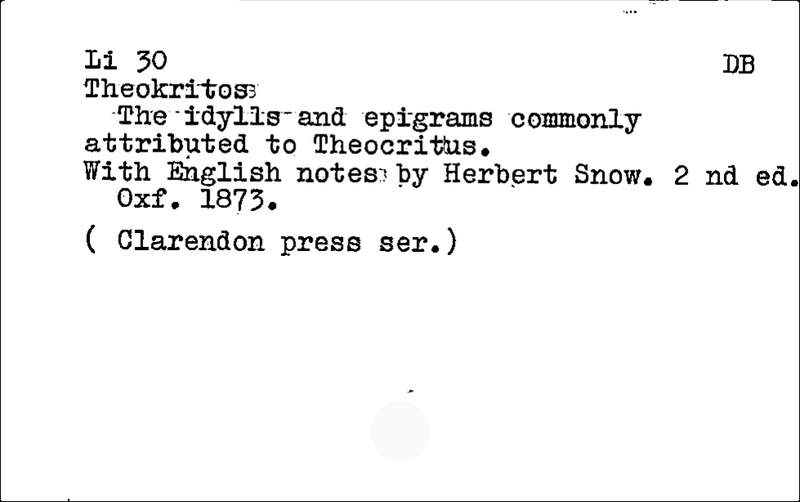 Li 30 DB
Theokritos
The idylls and epigrams commonly
attributed to Theocritus.
With English notes by Herbert Snow. 2 nd ed.
Oxf. 1873.
( Clarendon press ser.)